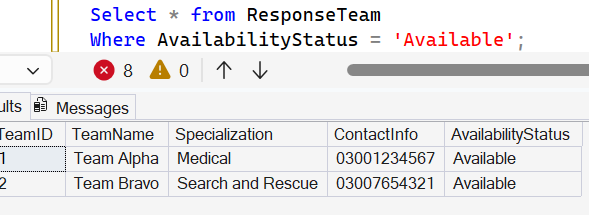 Select * from ResponseTeam
Where AvailabilityStatus = 'Available';
8 0
ults Messages
TeamID TeamName Specialization ContactInfo AvailabilityStatus
1 Team Alpha Medical 03001234567 Available
2 Team Bravo Search and Rescue 03007654321 Available